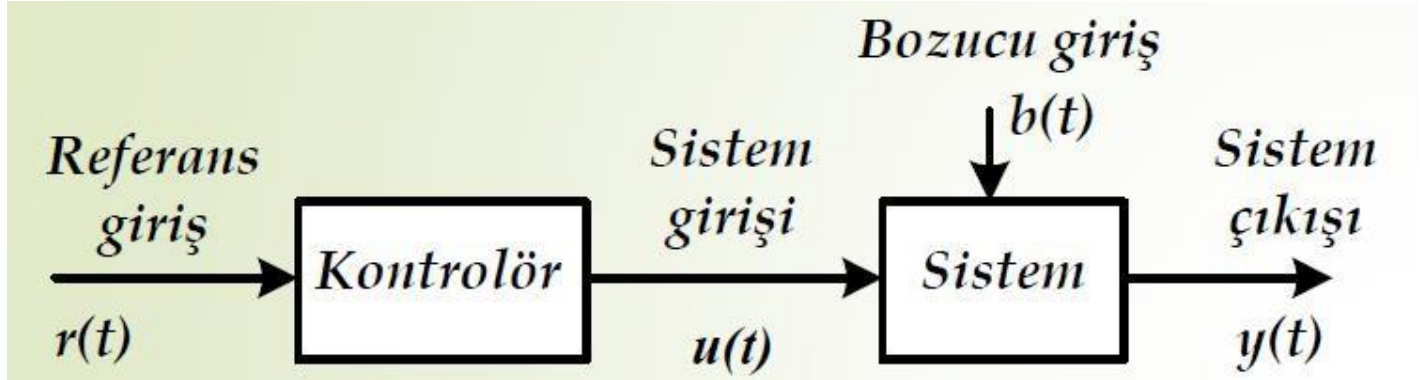 Referans
giriş
r(t)
Kontrolör
Sistem
girişi
u(t)
Bozucu giriş
b(t)
Sistem
Sistem
çıkışı
y(t)